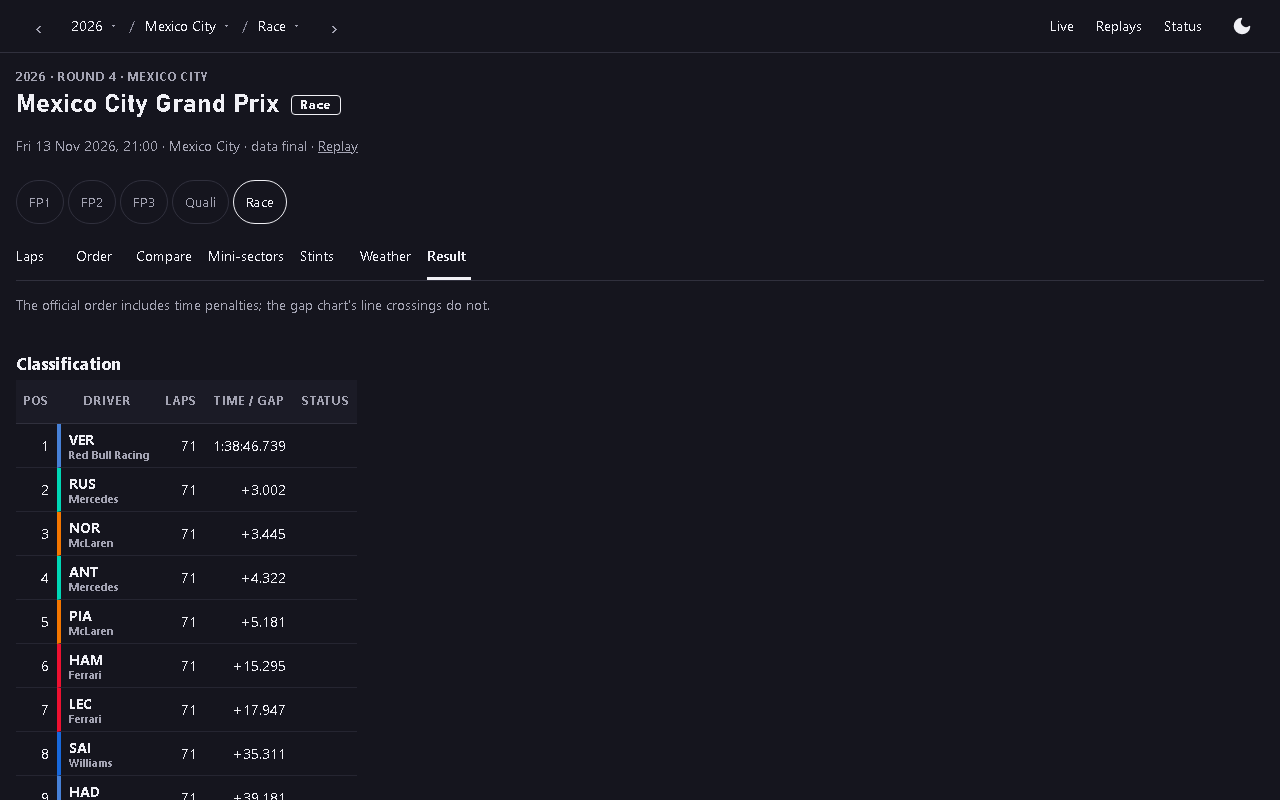 2026 / Mexico City / Race Live Replays Status
2026 · ROUND 4 · MEXICO CITY
Mexico City Grand Prix Race
Fri 13 Nov 2026, 21:00 · Mexico City · data final · Replay
FP1 FP2 FP3 Quali Race
Laps Order Compare Mini-sectors Stints Weather Result
The official order includes time penalties; the gap chart's line crossings do not.
Classification
POS DRIVER LAPS TIME / GAP STATUS
1 VER 71 1:38:46.739
Red Bull Racing
2 RUS 71 +3.002
Mercedes
3 NOR 71 +3.445
McLaren
4 ANT 71 +4.322
Mercedes
5 PIA 71 +5.181
McLaren
6 HAM 71 +15.295
Ferrari
7 LEC 71 +17.947
Ferrari
8 SAI 71 +35.311
Williams
9 HAD 71 +39.181